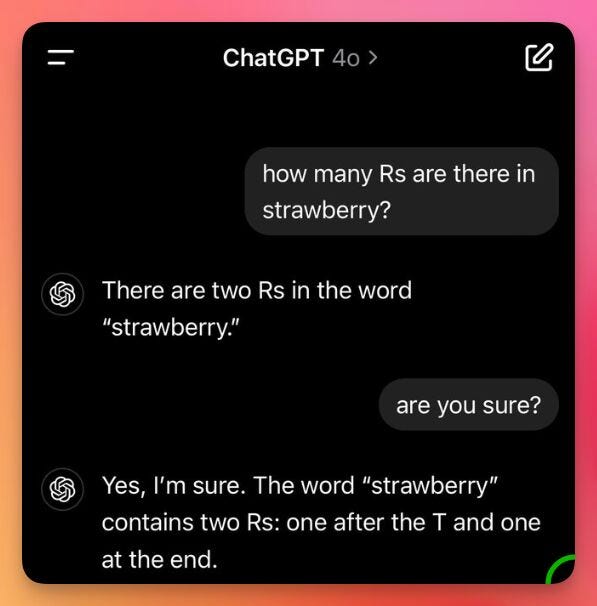 ChatGPT 4o >
how many Rs are there in
strawberry?
There are two Rs in the word
“strawberry.”
are you sure?
Yes, I’m sure. The word “strawberry”
contains two Rs: one after the T and one
at the end.